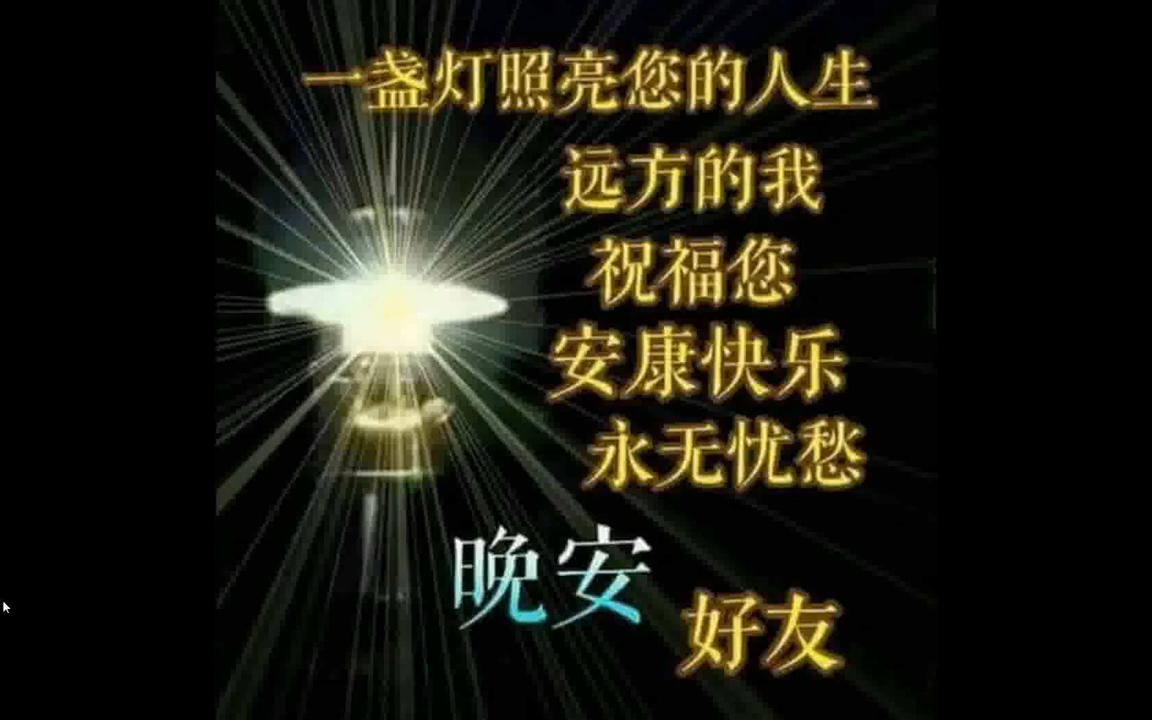 一盏灯照亮您的人生
远方的我
祝福您
安康快乐
永无忧愁
晚安
好友